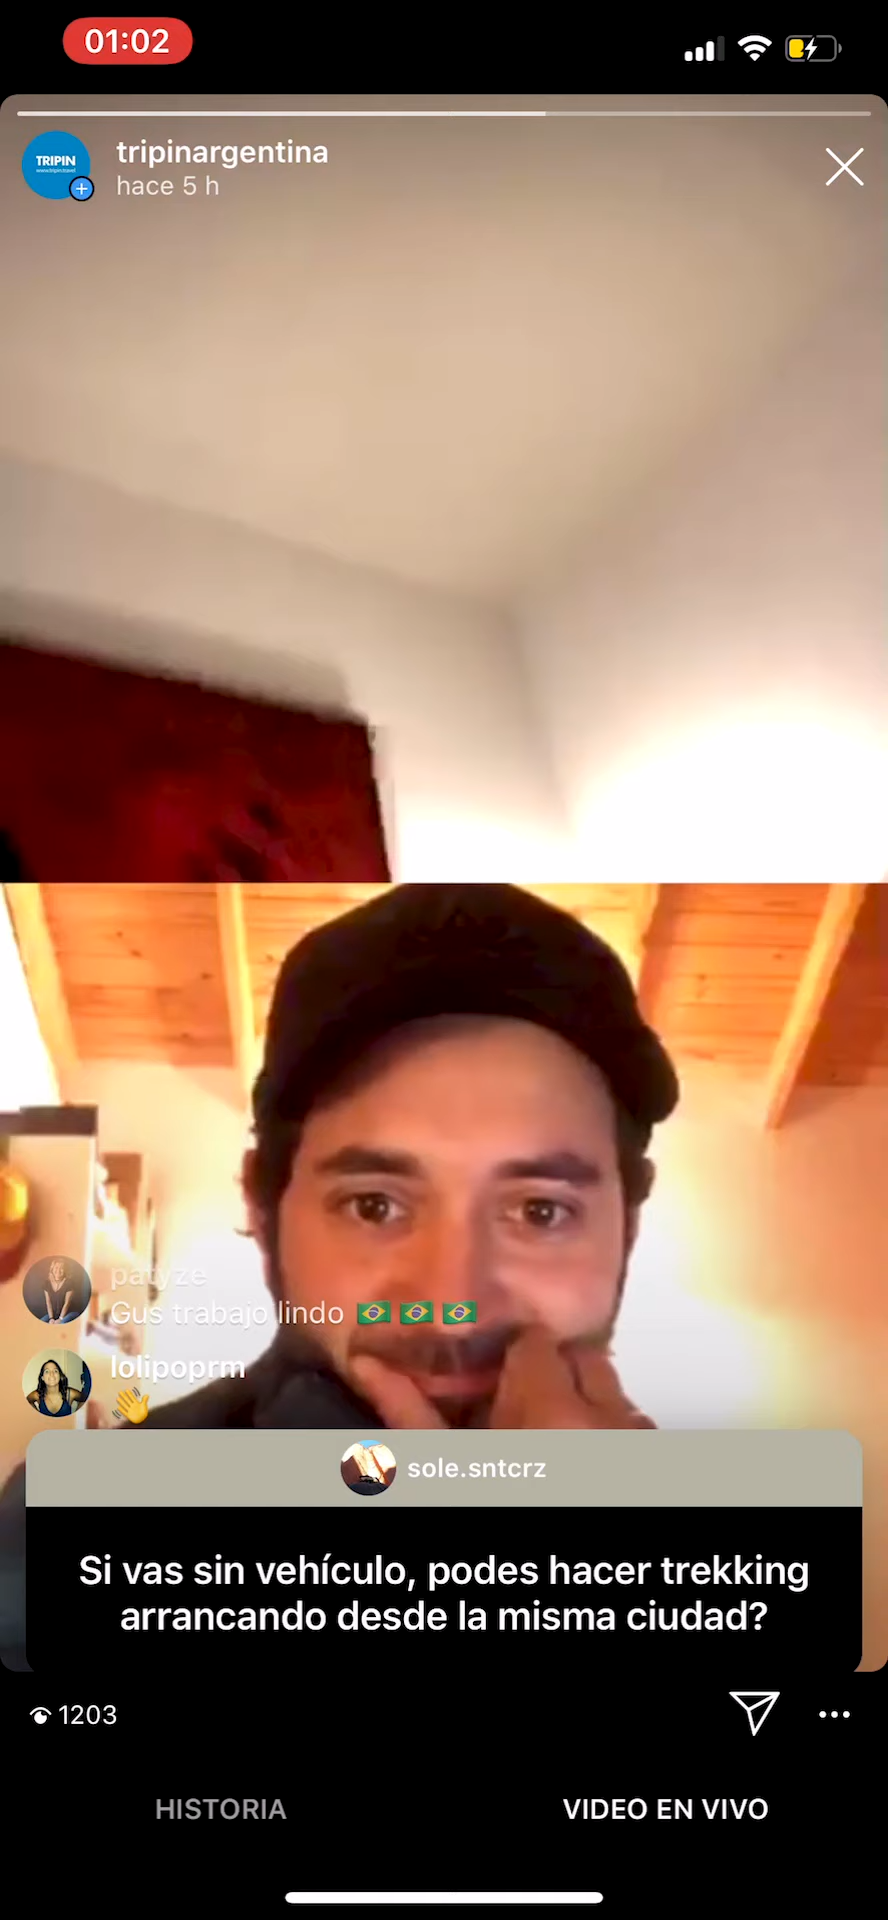 01:02
TRIPIN
tripinargentina
hace 5 h
patyze
Gus trabajo lindo 🇧🇷 🇧🇷 🇧🇷
lolipoprm
👋
sole.sntcrz
Si vas sin vehículo, podes hacer trekking
arrancando desde la misma ciudad?
1203
HISTORIA
VIDEO EN VIVO